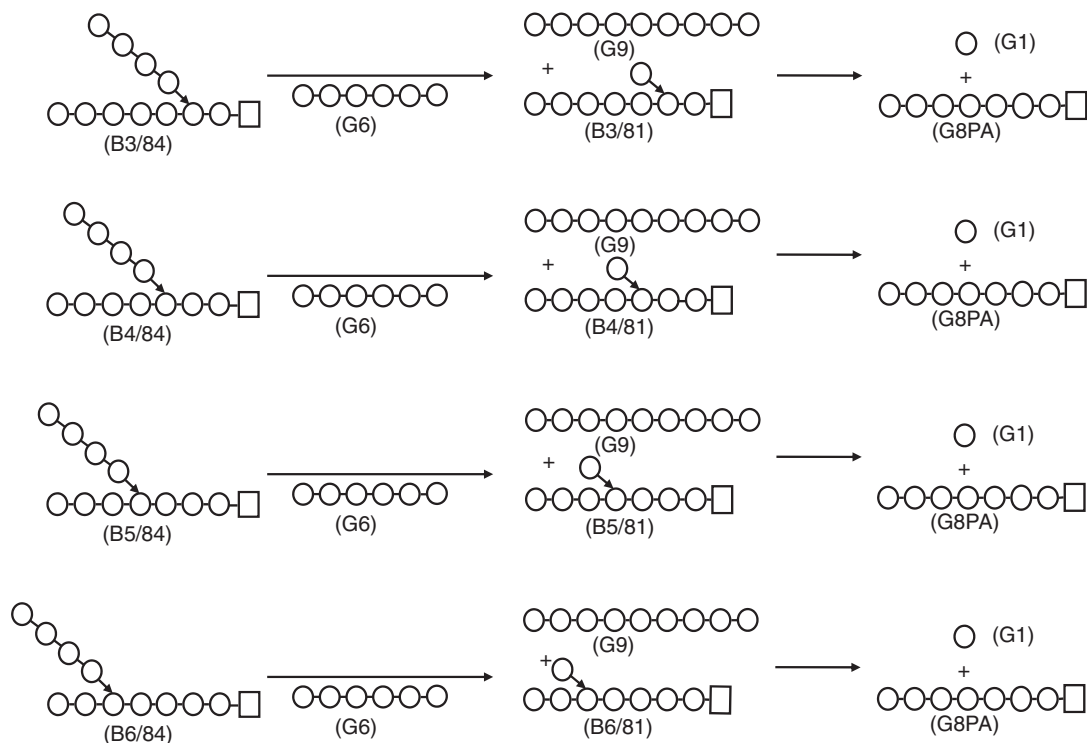 (G9)
(G1)
+
+
(G6)
(B3/84)
(B3/81)
(G8PA)
(G9)
(G1)
+
+
(G6)
(B4/84)
(B4/81)
(G8PA)
(G9)
(G1)
+
+
(G6)
(B5/84)
(B5/81)
(G8PA)
(G9)
(G1)
+
+
(G6)
(B6/84)
(B6/81)
(G8PA)